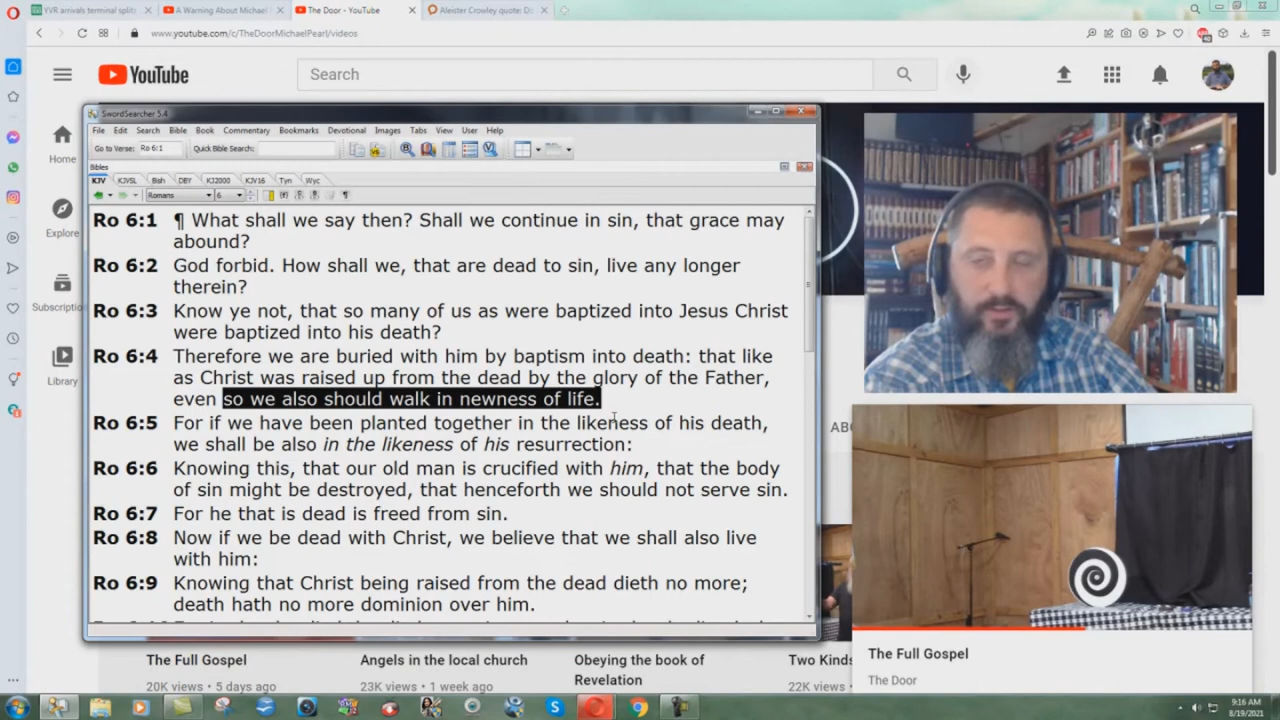 YVR arrivals terminal splits
A Warning About Michael
The Door - YouTube
Aleister Crowley quote: Do
www.youtube.com/c/TheDoorMichaelPearl/videos
YouTube
Search
SwordSearcher 5.4
File Edit Search Bible Book Commentary Bookmarks Devotional Images Tabs View User Help
Go to Verse: Ro 6:1 Quick Bible Search:
Bibles
KJV KJVSL Bish DBY KJ2000 KJV16 Tyn Wyc
Romans 6
Home
Explore
Subscription
Library
Ro 6:1 ¶ What shall we say then? Shall we continue in sin, that grace may
abound?
Ro 6:2 God forbid. How shall we, that are dead to sin, live any longer
therein?
Ro 6:3 Know ye not, that so many of us as were baptized into Jesus Christ
were baptized into his death?
Ro 6:4 Therefore we are buried with him by baptism into death: that like
as Christ was raised up from the dead by the glory of the Father,
even so we also should walk in newness of life.
Ro 6:5 For if we have been planted together in the likeness of his death,
we shall be also in the likeness of his resurrection:
Ro 6:6 Knowing this, that our old man is crucified with him, that the body
of sin might be destroyed, that henceforth we should not serve sin.
Ro 6:7 For he that is dead is freed from sin.
Ro 6:8 Now if we be dead with Christ, we believe that we shall also live
with him:
Ro 6:9 Knowing that Christ being raised from the dead dieth no more;
death hath no more dominion over him.
ABO
The Full Gospel
20K views • 5 days ago
Angels in the local church
23K views • 1 week ago
Obeying the book of
Revelation
Two Kinds
22K views
The Full Gospel
The Door
9:16 AM
8/19/2021